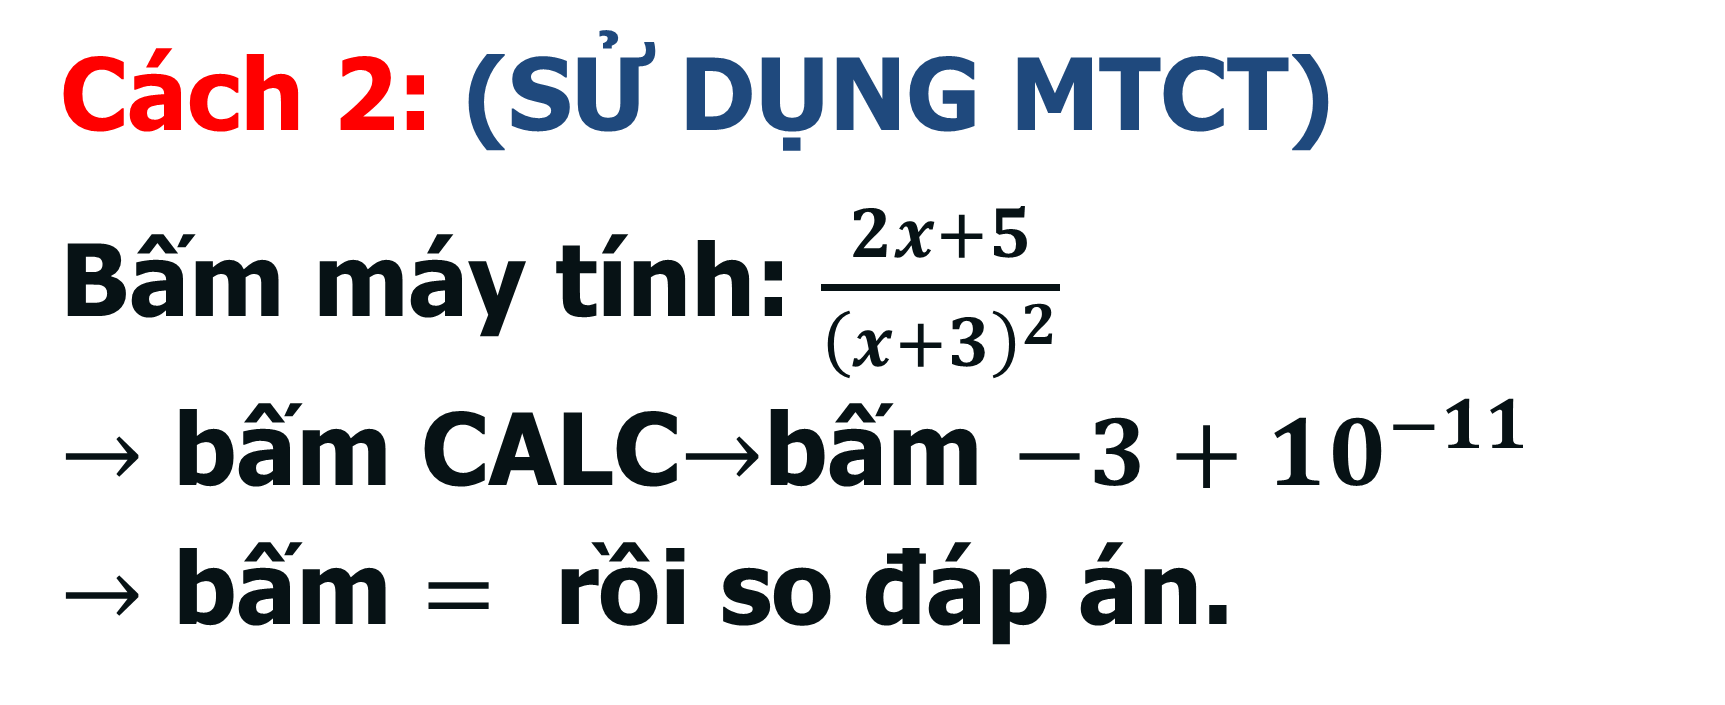 Cách 2: (SỬ DỤNG MTCT)
Bấm máy tính: $\frac{2x+5}{(x+3)^2}$
→ bấm CALC→bấm $-3 + 10^{-11}$
→ bấm = rồi so đáp án.